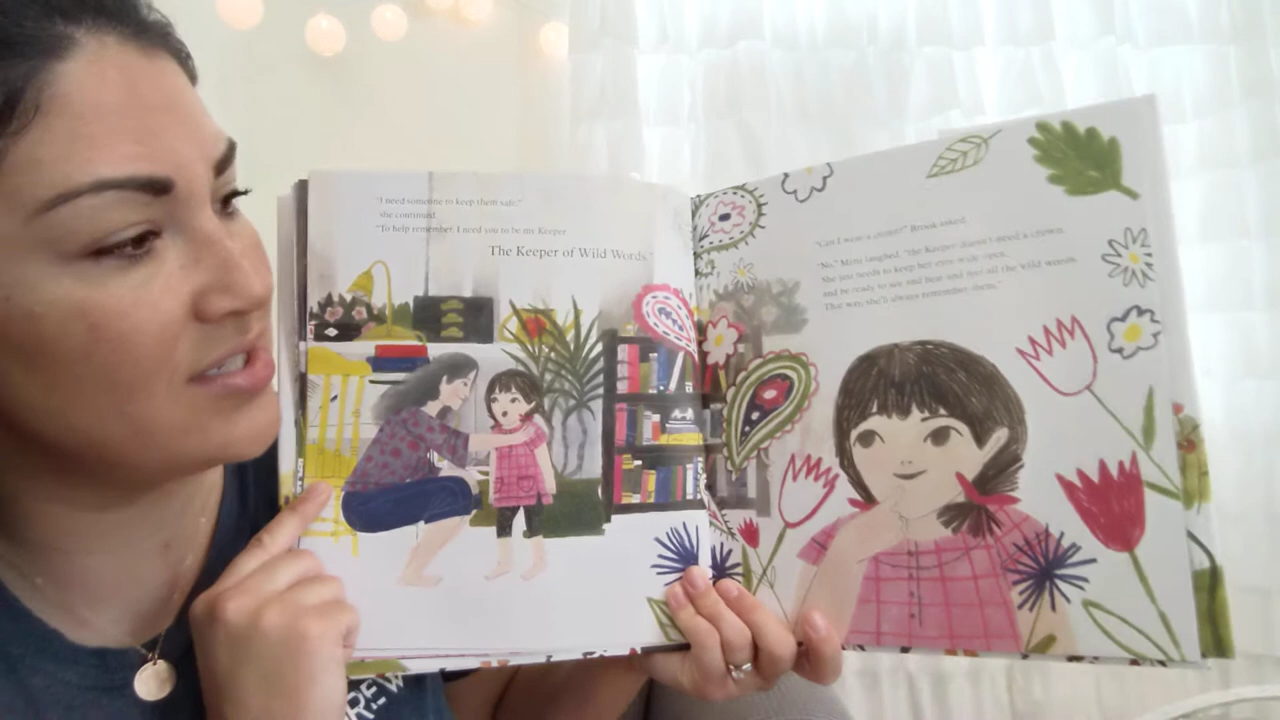 "I need someone to keep them safe,"
she continued.
"To help remember. I need you to be my Keeper.
The Keeper of Wild Words."
"Can I wear a crown?" Brook asked.
"No," Mimi laughed, "the Keeper doesn't need a crown.
She just needs to keep her eyes wide open,
and be ready to see and hear and feel all the wild words.
That way, she'll always remember them."
REW